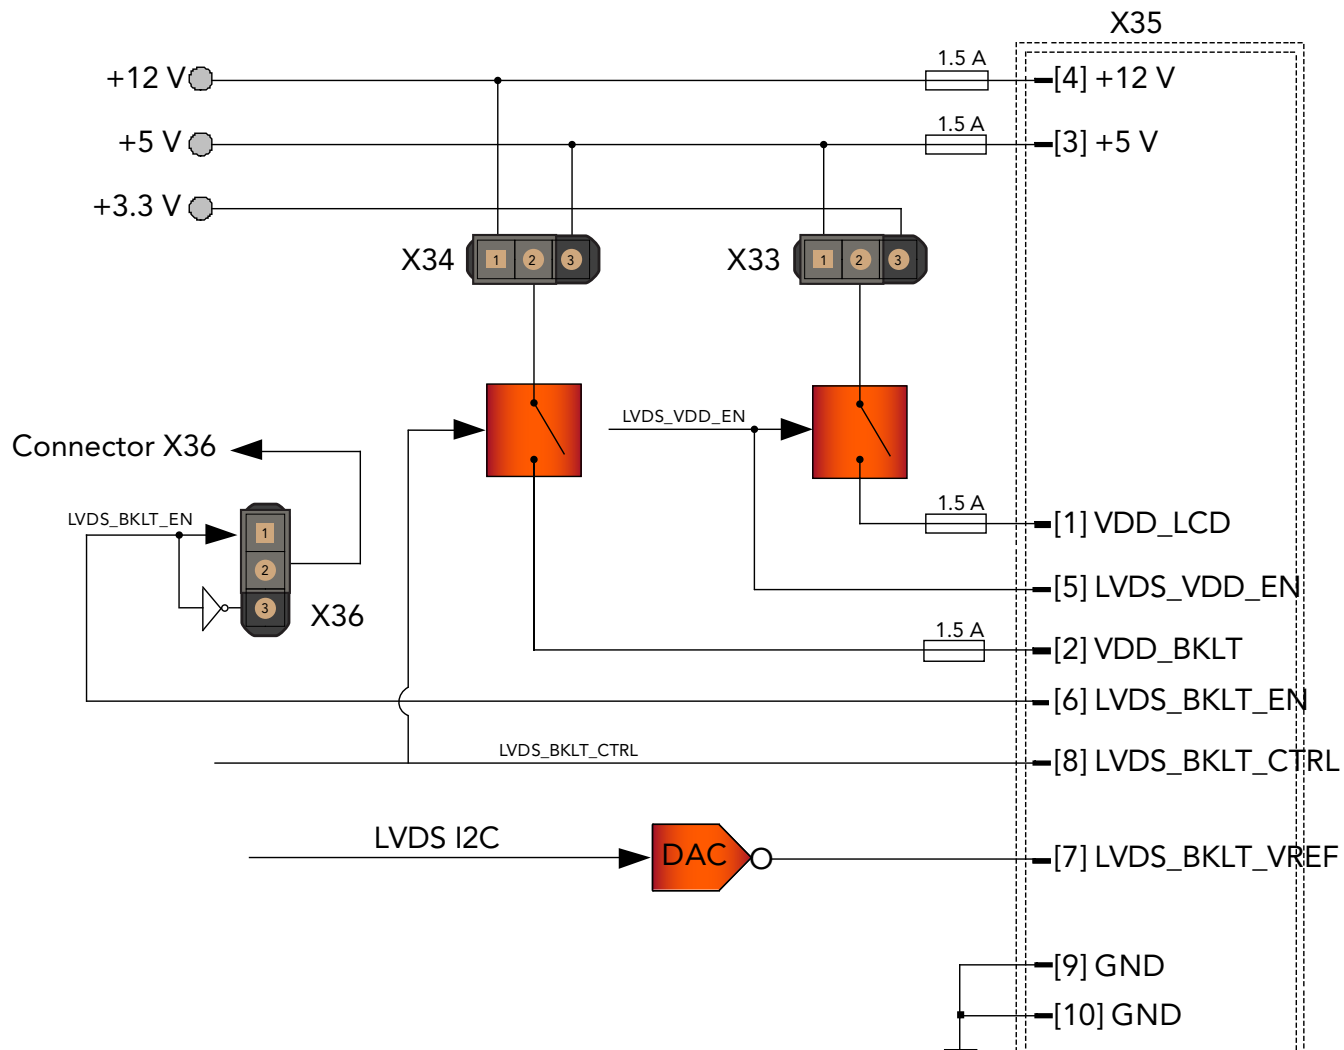 X35
+12 V
1.5 A
[4] +12 V
+5 V
1.5 A
[3] +5 V
+3.3 V
X34
1 2 3
X33
1 2 3
LVDS_VDD_EN
Connector X36
LVDS_BKLT_EN
1
2
3
X36
1.5 A
[1] VDD_LCD
[5] LVDS_VDD_EN
1.5 A
[2] VDD_BKLT
[6] LVDS_BKLT_EN
LVDS_BKLT_CTRL
[8] LVDS_BKLT_CTRL
LVDS I2C
DAC
[7] LVDS_BKLT_VREF
[9] GND
[10] GND